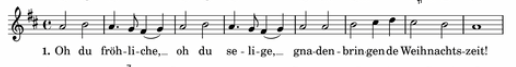 1. Oh du fröh-li-che, oh du se-li-ge, gna-den-brin-gen-de Weihnachts-zeit!